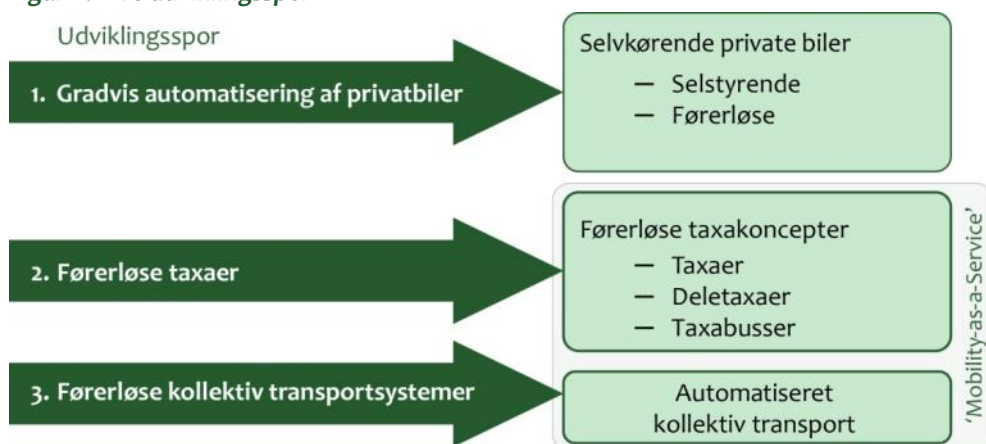 Udviklingsspor
1. Gradvis automatisering af privatbiler
Selvkørende private biler
— Selstyrende
— Førerløse
2. Førerløse taxaer
Førerløse taxakoncepter
— Taxaer
— Deletaxaer
— Taxabusser
3. Førerløse kollektiv transportsystemer
Automatiseret
kollektiv transport
'Mobility-as-a-Service'